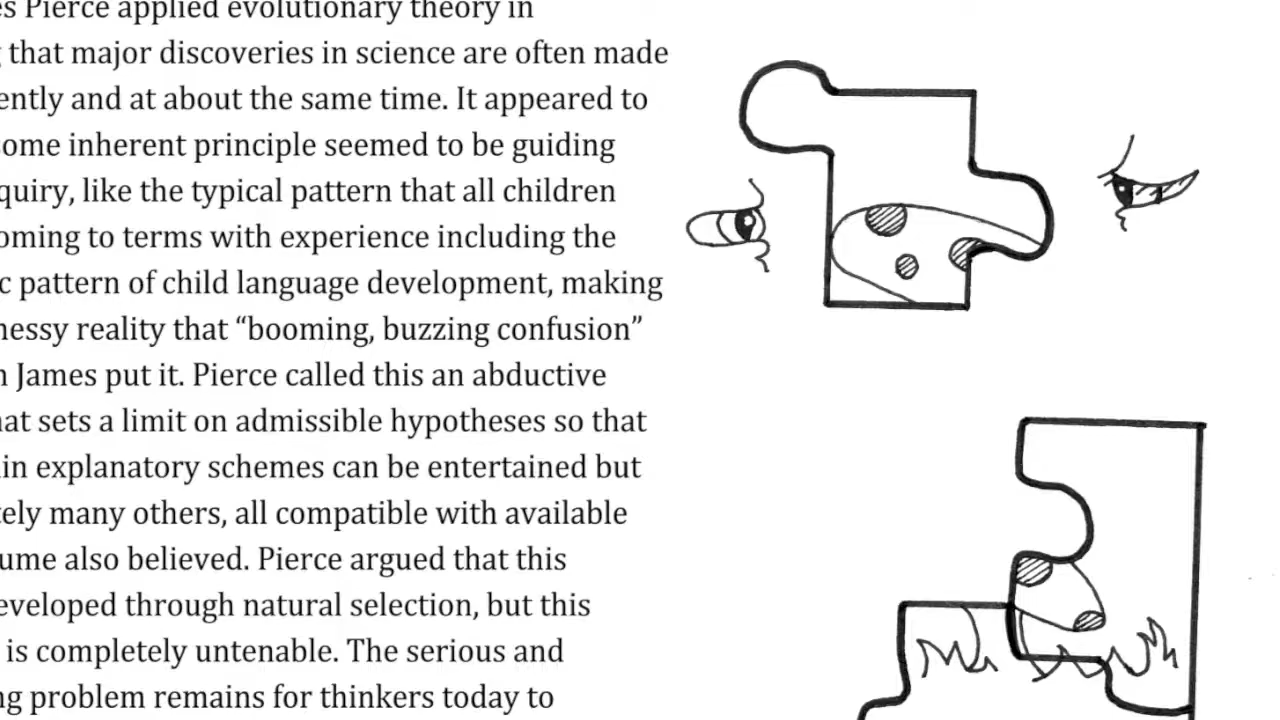 es Pierce applied evolutionary theory in
that major discoveries in science are often made
ently and at about the same time. It appeared to
ome inherent principle seemed to be guiding
quiry, like the typical pattern that all children
oming to terms with experience including the
c pattern of child language development, making
nessy reality that “booming, buzzing confusion”
James put it. Pierce called this an abductive
hat sets a limit on admissible hypotheses so that
in explanatory schemes can be entertained but
tely many others, all compatible with available
ume also believed. Pierce argued that this
eveloped through natural selection, but this
is completely untenable. The serious and
ng problem remains for thinkers today to